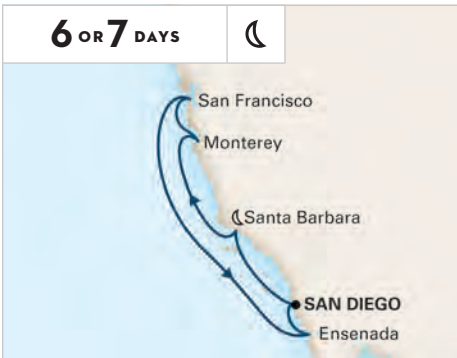 6 OR 7 DAYS
San Francisco
Monterey
Santa Barbara
SAN DIEGO
Ensenada